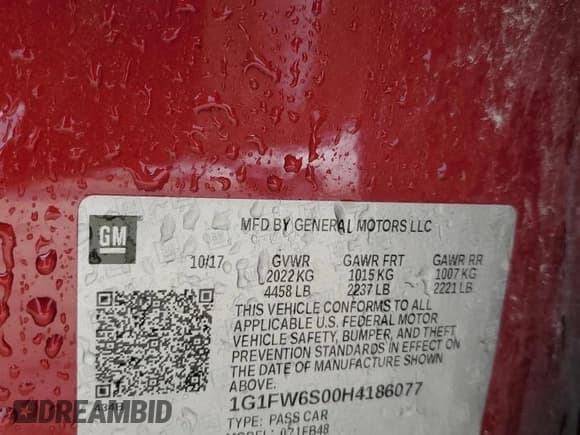 GM
MFD BY GENERAL MOTORS LLC
10/17 GVWR GAWR FRT GAWR RR
2022 KG 1015 KG 1007 KG
4458 LB 2237 LB 2221 LB
THIS VEHICLE CONFORMS TO ALL
APPLICABLE U.S. FEDERAL MOTOR
VEHICLE SAFETY, BUMPER, AND THEFT
PREVENTION STANDARDS IN EFFECT ON
THE DATE OF MANUFACTURE SHOWN
ABOVE.
1G1FW6S00H4186077
TYPE: PASS CAR
MODEL: 071FB48
DREAMBID